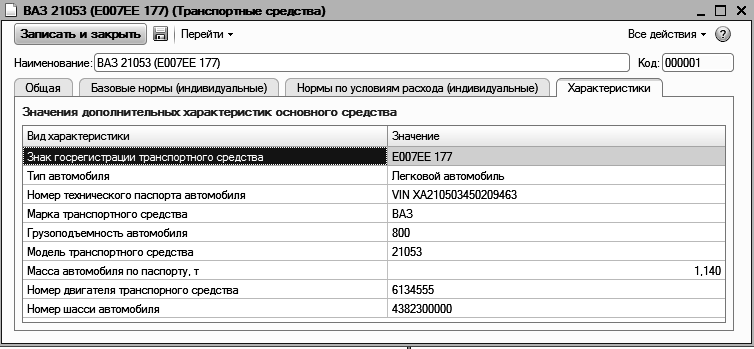 ВАЗ 21053 (Е007ЕЕ 177) (Транспортные средства)
Записать и закрыть Перейти Все действия ?
Наименование: ВАЗ 21053 (Е007ЕЕ 177) Код: 000001
Общая Базовые нормы (индивидуальные) Нормы по условиям расхода (индивидуальные) Характеристики
Значения дополнительных характеристик основного средства
Вид характеристики Значение
Знак госрегистрации транспортного средства Е007ЕЕ 177
Тип автомобиля Легковой автомобиль
Номер технического паспорта автомобиля VIN XA210503450209463
Марка транспортного средства ВАЗ
Грузоподъемность автомобиля 800
Модель транспортного средства 21053
Масса автомобиля по паспорту, т 1,140
Номер двигателя транспорного средства 6134555
Номер шасси автомобиля 4382300000